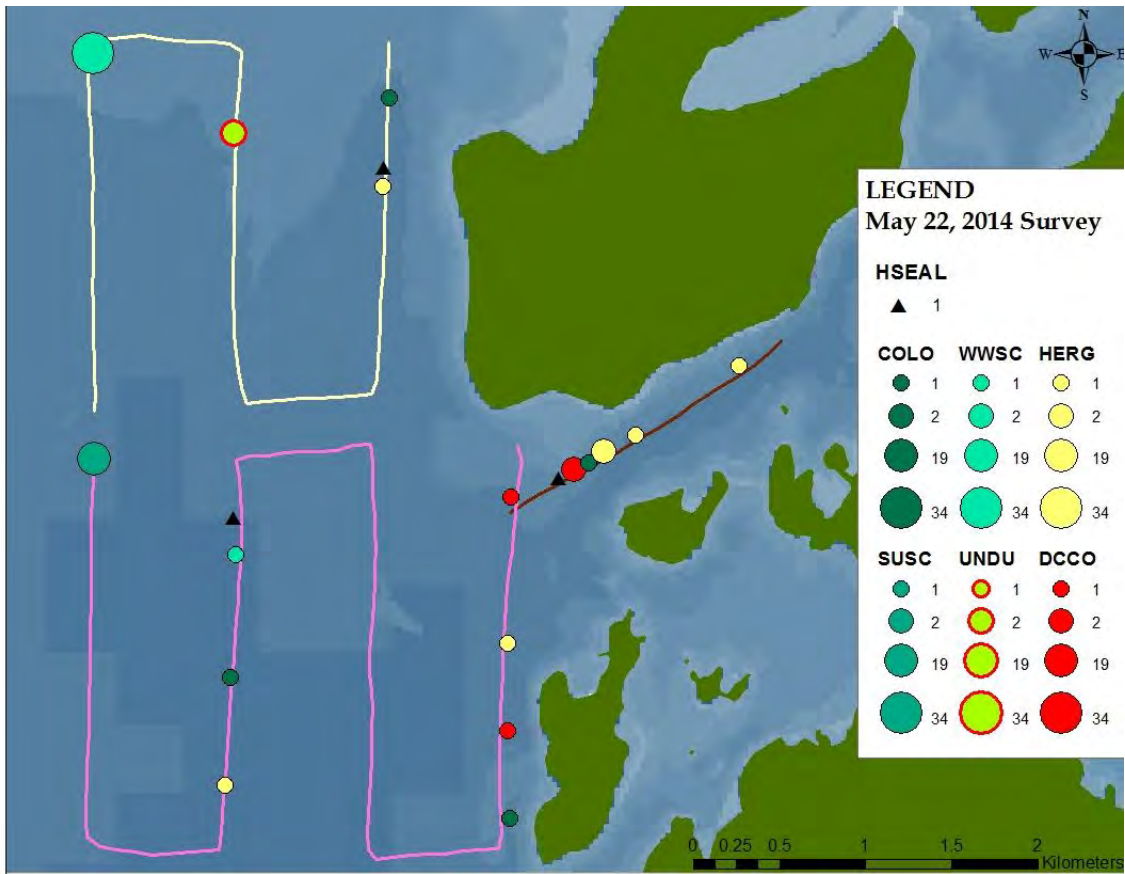 N
W E
S
LEGEND
May 22, 2014 Survey
HSEAL
1
COLO WWSC HERG
1 1 1
2 2 2
19 19 19
34 34 34
SUSC UNDU DCCO
1 1 1
2 2 2
19 19 19
34 34 34
0 0.25 0.5 1 1.5 2
Kilometers